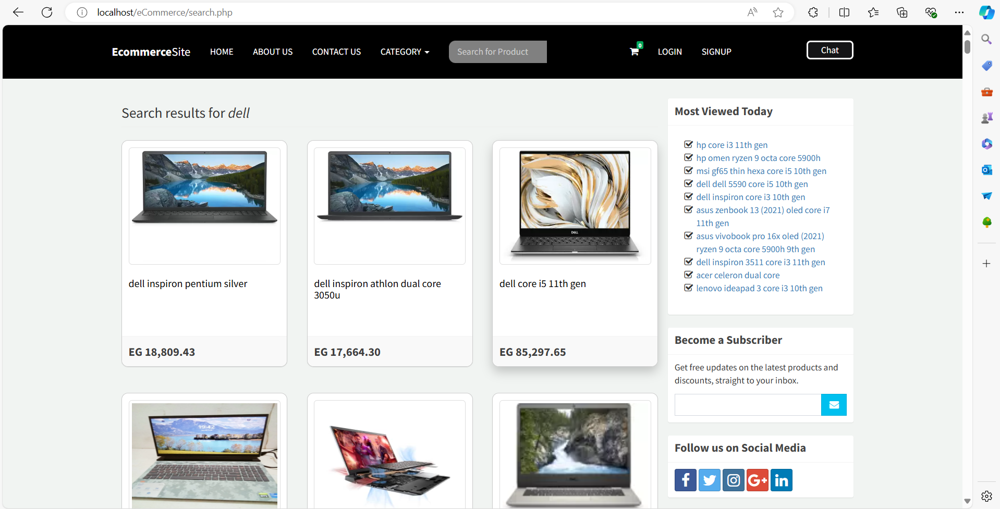 localhost/eCommerce/search.php
EcommerceSite HOME ABOUT US CONTACT US CATEGORY Search for Product 0 LOGIN SIGNUP Chat
Search results for dell
DELL
dell inspiron pentium silver
EG 18,809.43
dell inspiron athlon dual core
3050u
EG 17,664.30
dell core i5 11th gen
EG 85,297.65
19:42
Most Viewed Today
hp core i3 11th gen
hp omen ryzen 9 octa core 5900h
msi gf65 thin hexa core i5 10th gen
dell dell 5590 core i5 10th gen
dell inspiron core i3 10th gen
asus zenbook 13 (2021) oled core i7
11th gen
asus vivobook pro 16x oled (2021)
ryzen 9 octa core 5900h 9th gen
dell inspiron 3511 core i3 11th gen
acer celeron dual core
lenovo ideapad 3 core i3 10th gen
Become a Subscriber
Get free updates on the latest products and
discounts, straight to your inbox.
Follow us on Social Media